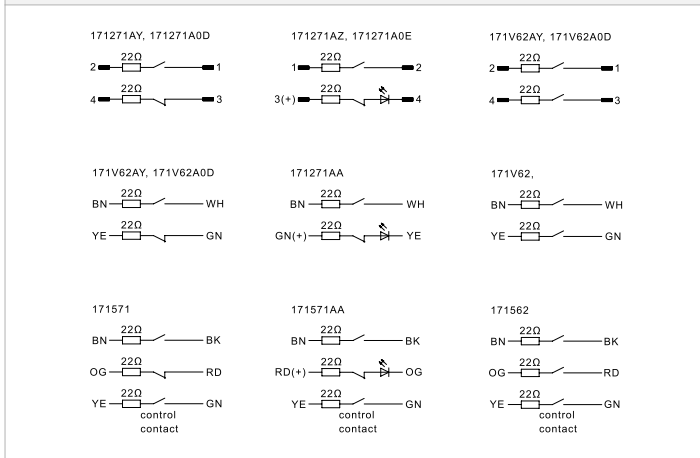 171271AY, 171271A0D
22Ω
2 1
22Ω
4 3
171271AZ, 171271A0E
22Ω
1 2
22Ω
3(+) 4
171V62AY, 171V62A0D
22Ω
2 1
22Ω
4 3
171V62AY, 171V62A0D
22Ω
BN WH
22Ω
YE GN
171271AA
22Ω
BN WH
22Ω
GN(+) YE
171V62,
22Ω
BN WH
22Ω
YE GN
171571
22Ω
BN BK
22Ω
OG RD
22Ω
YE GN
control
contact
171571AA
22Ω
BN BK
22Ω
RD(+) OG
22Ω
YE GN
control
contact
171562
22Ω
BN BK
22Ω
OG RD
22Ω
YE GN
control
contact